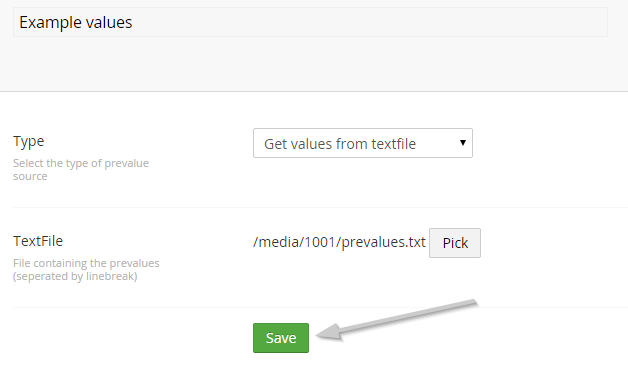 Example values
Type
Get values from textfile
Select the type of prevalue
source
TextFile
/media/1001/prevalues.txt Pick
File containing the prevalues
(seperated by linebreak)
Save